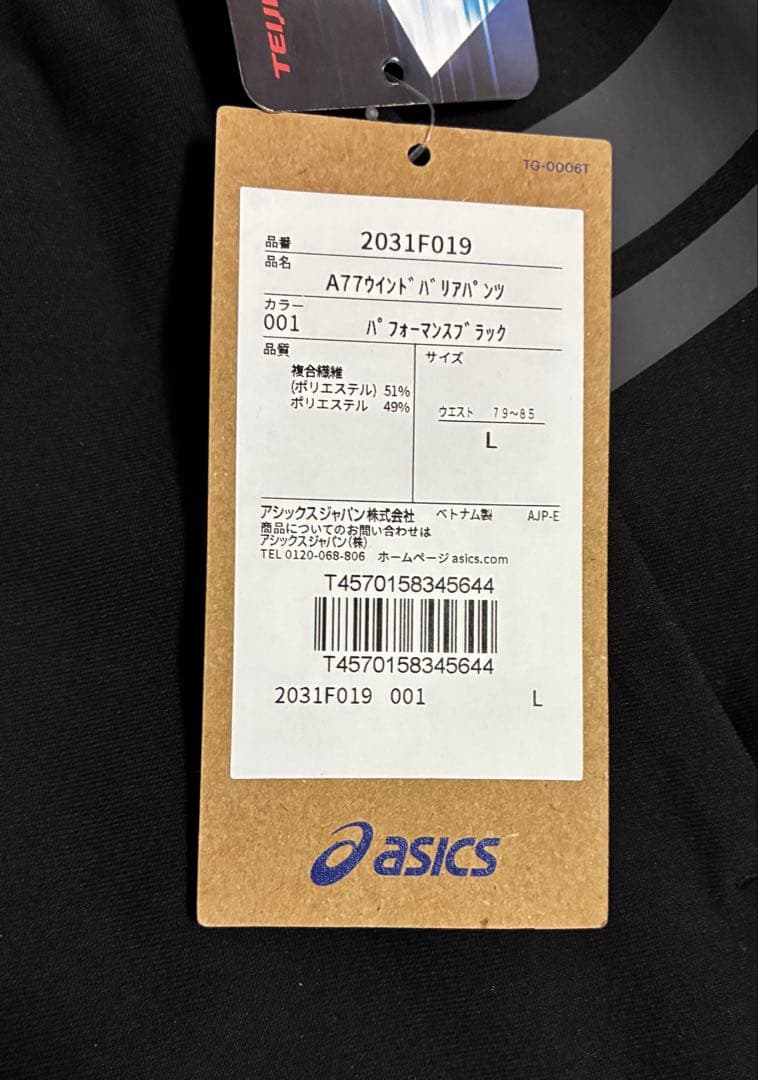 TG-0006T
品番 2031F019
品名
A77ｳｲﾝﾄﾞﾊﾞﾘｱﾊﾟﾝﾂ
カラー
001 ﾊﾟﾌｫｰﾏﾝｽﾌﾞﾗｯｸ
品質
サイズ
複合繊維
(ポリエステル) 51%
ポリエステル 49%
ウエスト 79～85
L
アシックスジャパン株式会社 ベトナム製 AJP-E
商品についてのお問い合わせは
アシックスジャパン(株)
TEL 0120-068-806 ホームページ asics.com
T4570158345644
T4570158345644
2031F019 001 L
asics